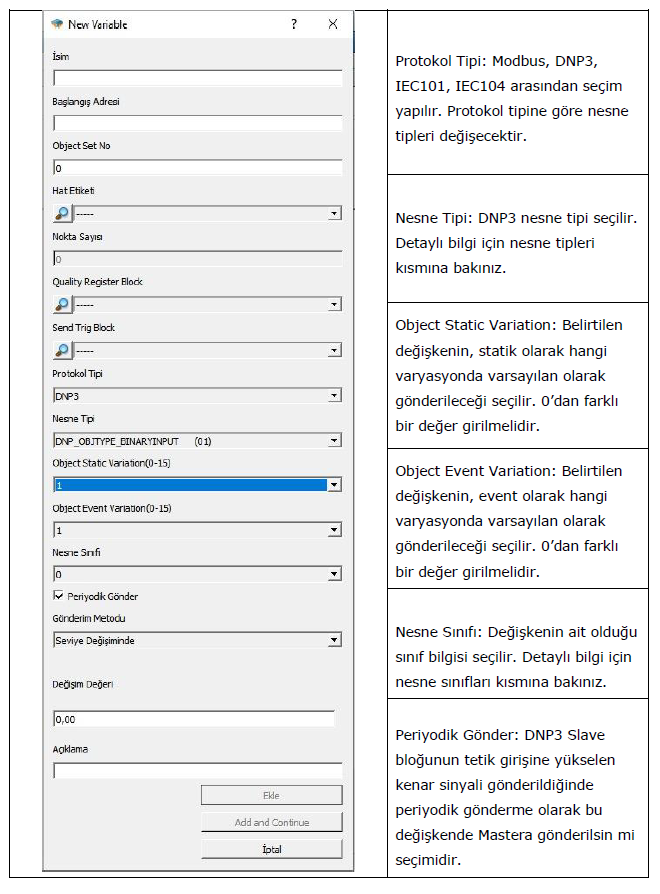 New Variable
?
İsim
Başlangış Adresi
Object Set No
0
Hat Etiketi
-----
Nokta Sayısı
0
Quality Register Block
-----
Send Trig Block
-----
Protokol Tipi
DNP3
Nesne Tipi
DNP_OBJTYPE_BINARYINPUT (01)
Object Static Variation(0-15)
1
Object Event Variation(0-15)
1
Nesne Sınıfı
0
Periyodik Gönder
Gönderim Metodu
Seviye Değişiminde
Değişim Değeri
0,00
Açıklama
Ekle
Add and Continue
İptal
Protokol Tipi: Modbus, DNP3,
IEC101, IEC104 arasından seçim
yapılır. Protokol tipine göre nesne
tipleri değişecektir.
Nesne Tipi: DNP3 nesne tipi seçilir.
Detaylı bilgi için nesne tipleri
kısmına bakınız.
Object Static Variation: Belirtilen
değişkenin, statik olarak hangi
varyasyonda varsayılan olarak
gönderileceği seçilir. 0’dan farklı
bir değer girilmelidir.
Object Event Variation: Belirtilen
değişkenin, event olarak hangi
varyasyonda varsayılan olarak
gönderileceği seçilir. 0’dan farklı
bir değer girilmelidir.
Nesne Sınıfı: Değişkenin ait olduğu
sınıf bilgisi seçilir. Detaylı bilgi için
nesne sınıfları kısmına bakınız.
Periyodik Gönder: DNP3 Slave
bloğunun tetik girişine yükselen
kenar sinyali gönderildiğinde
periyodik gönderme olarak bu
değişkende Mastera gönderilsin mi
seçimidir.